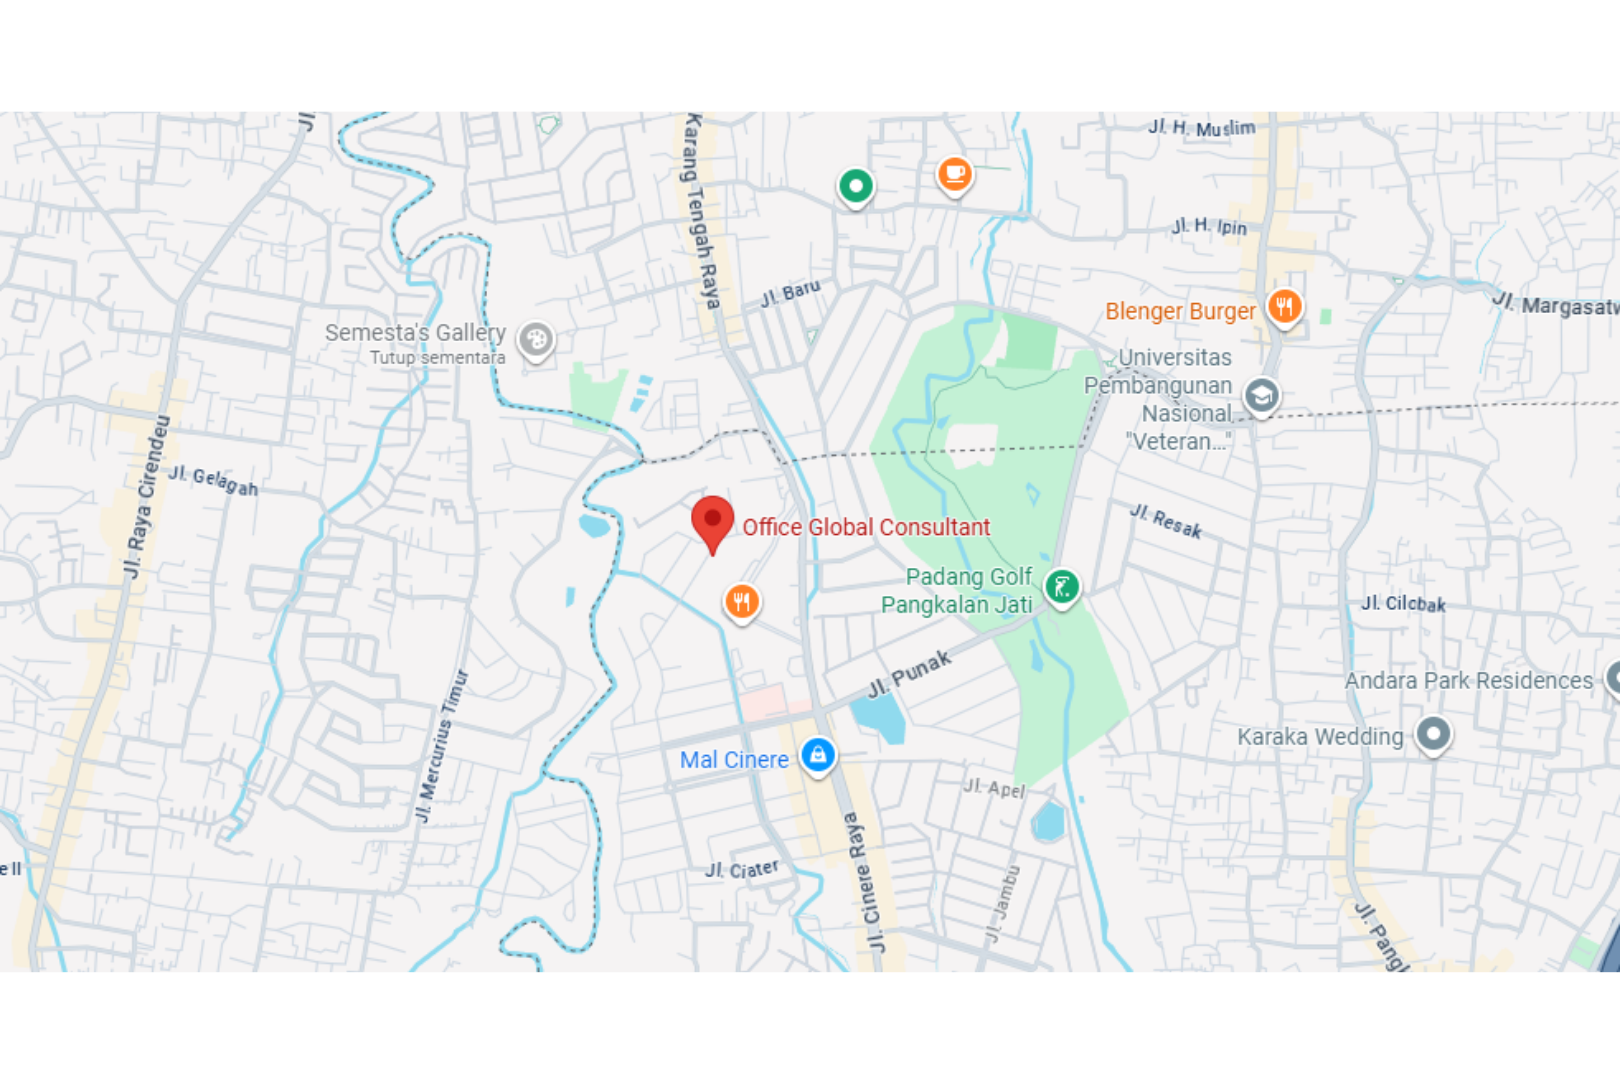 Jl.
Jl. H. Muslim
Karang Tengah Raya
Jl. H. Ipin
Jl. Baru
Jl. Margasatw
Blenger Burger
Semesta's Gallery
Tutup sementara
Universitas
Pembangunan
Nasional
"Veteran..."
Jl. Raya Cirendeu
Jl. Gelagah
Jl. Resak
Office Global Consultant
Padang Golf
Pangkalan Jati
Jl. Cilobak
Jl. Punak
Andara Park Residences
Jl. Mercurius Timur
Karaka Wedding
Mal Cinere
Jl. Apel
Jl. Cinere Raya
e II
Jl. Ciater
Jl. Jambu
Jl. Pangk